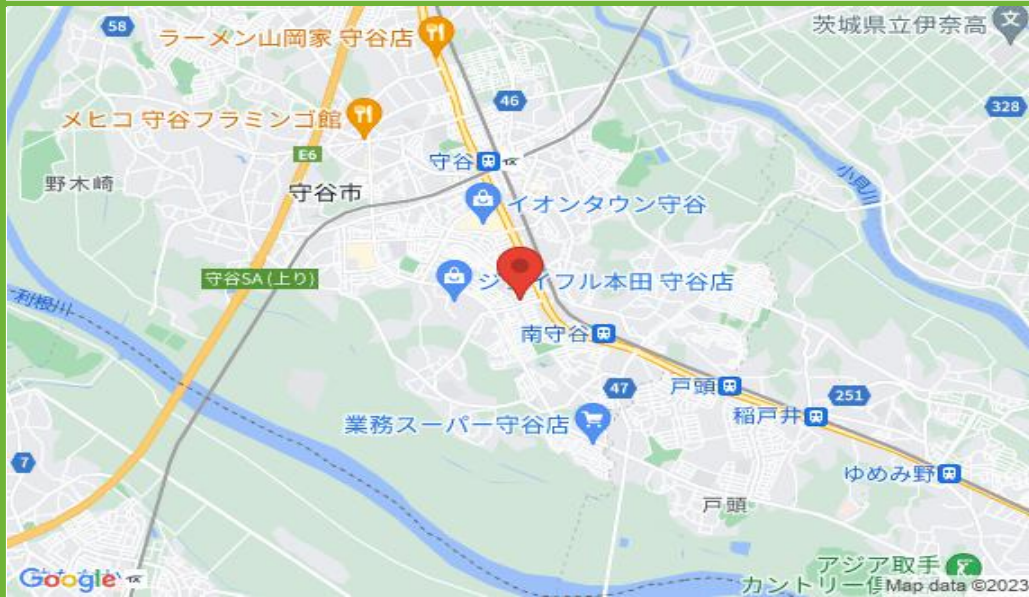 58
ラーメン山岡家 守谷店
茨城県立伊奈高
文
46
328
メヒコ 守谷フラミンゴ館
E6
守谷
小貝川
野木崎
守谷市
イオンタウン守谷
守谷SA (上り)
フル本田 守谷店
利根川
南守谷
47
戸頭
251
稲戸井
業務スーパー守谷店
7
ゆめみ野
戸頭
アジア取手
カントリー倶
Google
Map data ©2023